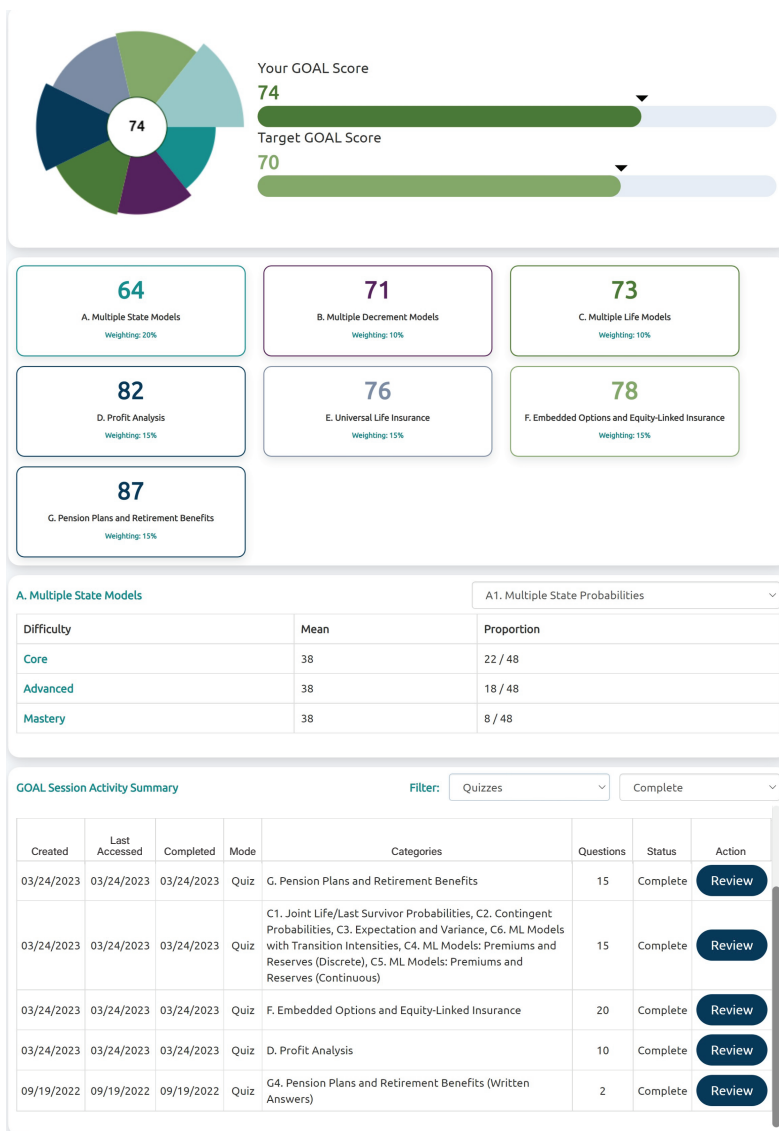 74
Your GOAL Score
74
Target GOAL Score
70
64
A. Multiple State Models
Weighting: 20%
71
B. Multiple Decrement Models
Weighting: 10%
73
C. Multiple Life Models
Weighting: 10%
82
D. Profit Analysis
Weighting: 15%
76
E. Universal Life Insurance
Weighting: 15%
78
F. Embedded Options and Equity-Linked Insurance
Weighting: 15%
87
G. Pension Plans and Retirement Benefits
Weighting: 15%
A. Multiple State Models
A1. Multiple State Probabilities
Difficulty Mean Proportion
Core 38 22 / 48
Advanced 38 18 / 48
Mastery 38 8 / 48
GOAL Session Activity Summary
Filter: Quizzes Complete
Created Last Accessed Completed Mode Categories Questions Status Action
03/24/2023 03/24/2023 03/24/2023 Quiz G. Pension Plans and Retirement Benefits 15 Complete Review
C1. Joint Life/Last Survivor Probabilities, C2. Contingent
Probabilities, C3. Expectation and Variance, C6. ML Models
03/24/2023 03/24/2023 03/24/2023 Quiz with Transition Intensities, C4. ML Models: Premiums and 15 Complete Review
Reserves (Discrete), C5. ML Models: Premiums and
Reserves (Continuous)
03/24/2023 03/24/2023 03/24/2023 Quiz F. Embedded Options and Equity-Linked Insurance 20 Complete Review
03/24/2023 03/24/2023 03/24/2023 Quiz D. Profit Analysis 10 Complete Review
09/19/2022 09/19/2022 09/19/2022 Quiz G4. Pension Plans and Retirement Benefits (Written 2 Complete Review
Answers)